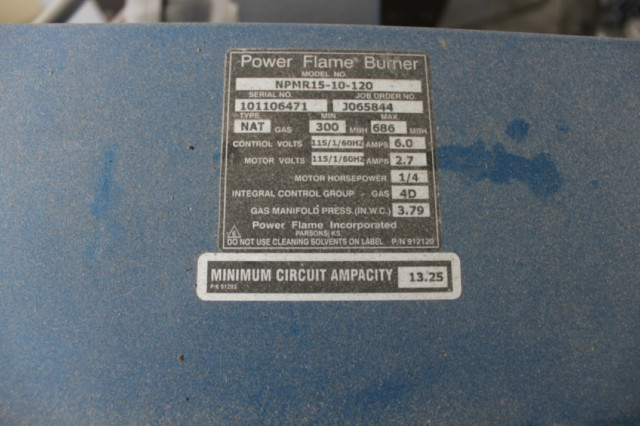 Power Flame® Burner
MODEL NO.
NPMR15-10-120
SERIAL NO. JOB ORDER NO.
101106471 J065844
TYPE MIN MAX
NAT GAS 300 MBH 686 MBH
CONTROL VOLTS 115/1/60HZ AMPS 6.0
MOTOR VOLTS 115/1/60HZ AMPS 2.7
MOTOR HORSEPOWER 1/4
INTEGRAL CONTROL GROUP - GAS 4D
GAS MANIFOLD PRESS.(IN.W.C.) 3.79
Power Flame Incorporated
PARSONS, KS
DO NOT USE CLEANING SOLVENTS ON LABEL P/N 912120
MINIMUM CIRCUIT AMPACITY 13.25